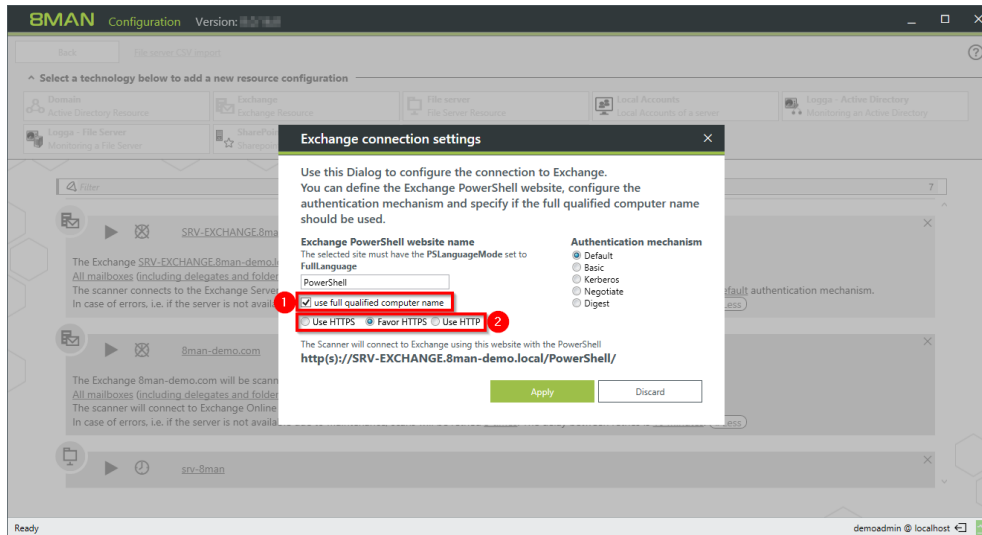 8MAN Configuration Version:
Back File server CSV import
^ Select a technology below to add a new resource configuration
Domain
Active Directory Resource
Exchange
Exchange Resource
File server
File Server Resource
Local Accounts
Local Accounts of a server
Logga - Active Directory
Monitoring an Active Directory
Logga - File Server
Monitoring a File Server
SharePoin
Sharepoin
Exchange connection settings
Use this Dialog to configure the connection to Exchange.
You can define the Exchange PowerShell website, configure the
authentication mechanism and specify if the full qualified computer name
should be used.
Exchange PowerShell website name
The selected site must have the PSLanguageMode set to
FullLanguage
PowerShell
1 use full qualified computer name
Use HTTPS Favor HTTPS Use HTTP 2
Authentication mechanism
Default
Basic
Kerberos
Negotiate
Digest
The Scanner will connect to Exchange using this website with the PowerShell
http(s)://SRV-EXCHANGE.8man-demo.local/PowerShell/
Apply Discard
Filter 7
SRV-EXCHANGE.8ma
The Exchange SRV-EXCHANGE.8man-demo.l
All mailboxes (including delegates and folder
The scanner connects to the Exchange Serve efault authentication mechanism.
In case of errors, i.e. if the server is not avail ess)
8man-demo.com
The Exchange 8man-demo.com will be scann
All mailboxes (including delegates and folder
The scanner will connect to Exchange Online
In case of errors, i.e. if the server is not availa
srv-8man
Ready demoadmin @ localhost